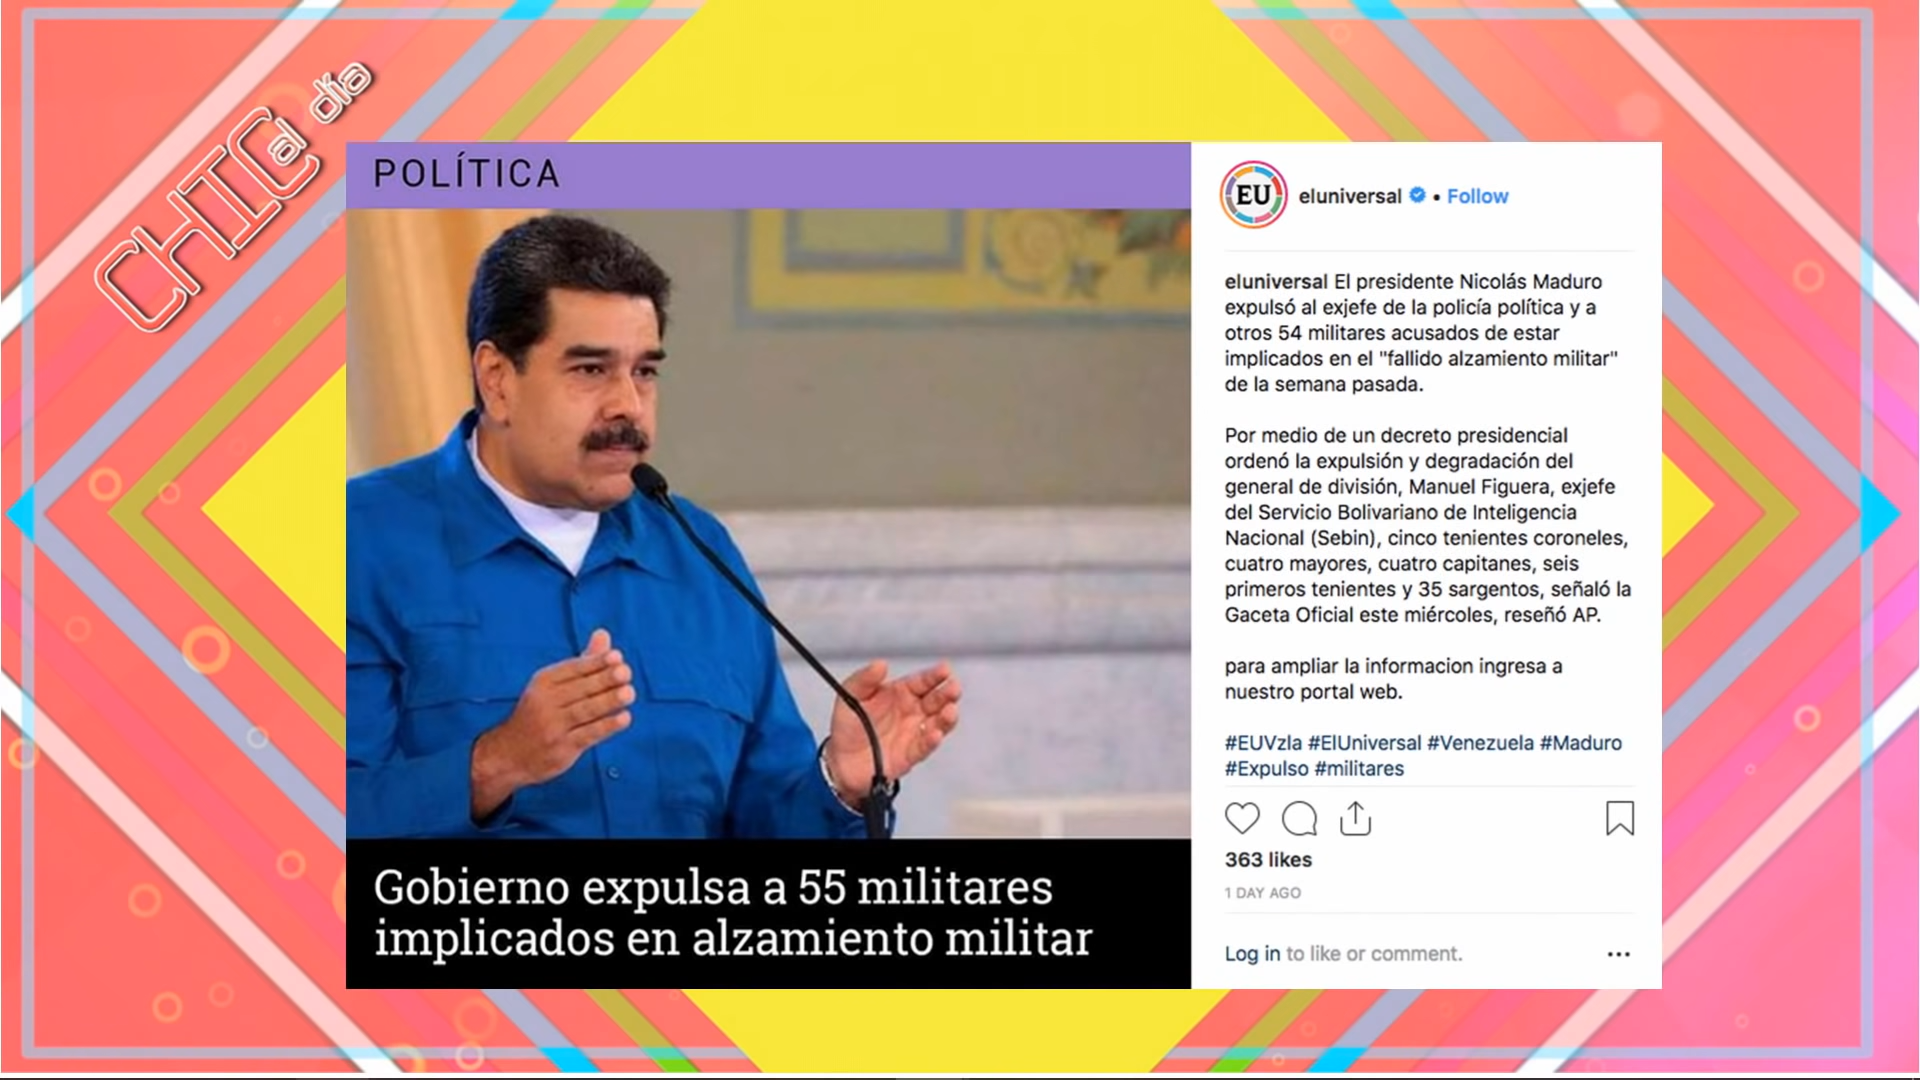 CHIC al día
POLÍTICA
Gobierno expulsa a 55 militares
implicados en alzamiento militar
EU
eluniversal • Follow
eluniversal El presidente Nicolás Maduro
expulsó al exjefe de la policía política y a
otros 54 militares acusados de estar
implicados en el "fallido alzamiento militar"
de la semana pasada.
Por medio de un decreto presidencial
ordenó la expulsión y degradación del
general de división, Manuel Figuera, exjefe
del Servicio Bolivariano de Inteligencia
Nacional (Sebin), cinco tenientes coroneles,
cuatro mayores, cuatro capitanes, seis
primeros tenientes y 35 sargentos, señaló la
Gaceta Oficial este miércoles, reseñó AP.
para ampliar la informacion ingresa a
nuestro portal web.
#EUVzla #ElUniversal #Venezuela #Maduro
#Expulso #militares
363 likes
1 DAY AGO
Log in to like or comment.